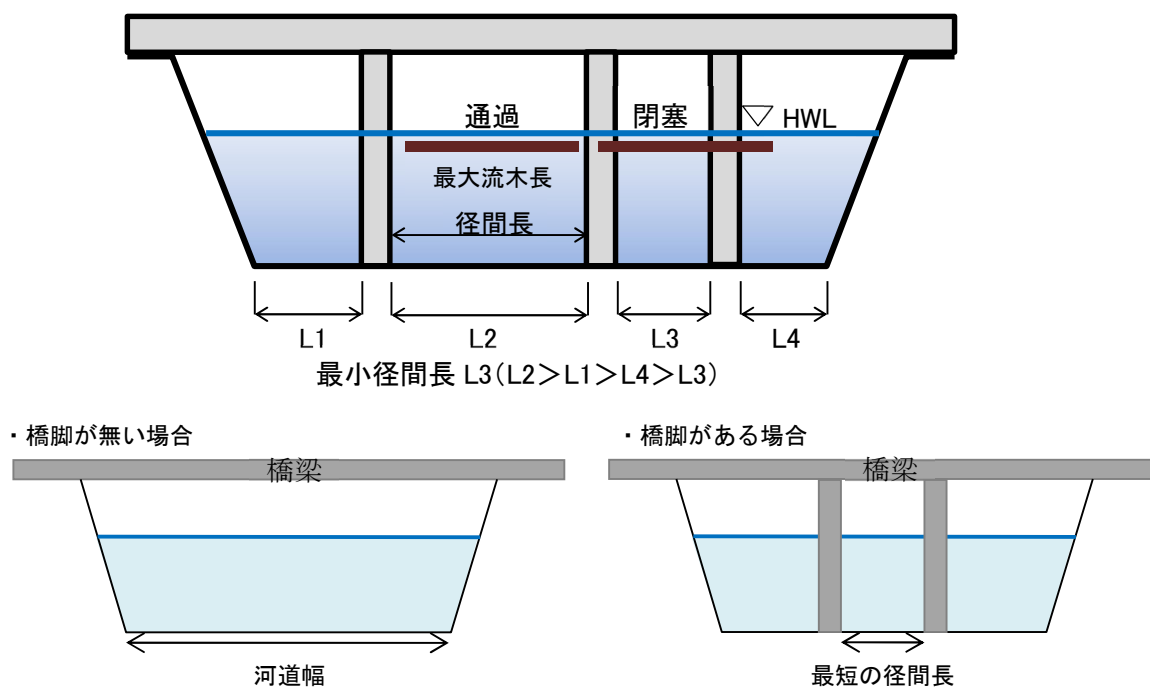 通過
閉塞
HWL
最大流木長
径間長
L1
L2
L3
L4
最小径間長 L3(L2>L1>L4>L3)
・橋脚が無い場合
・橋脚がある場合
橋梁
橋梁
河道幅
最短の径間長